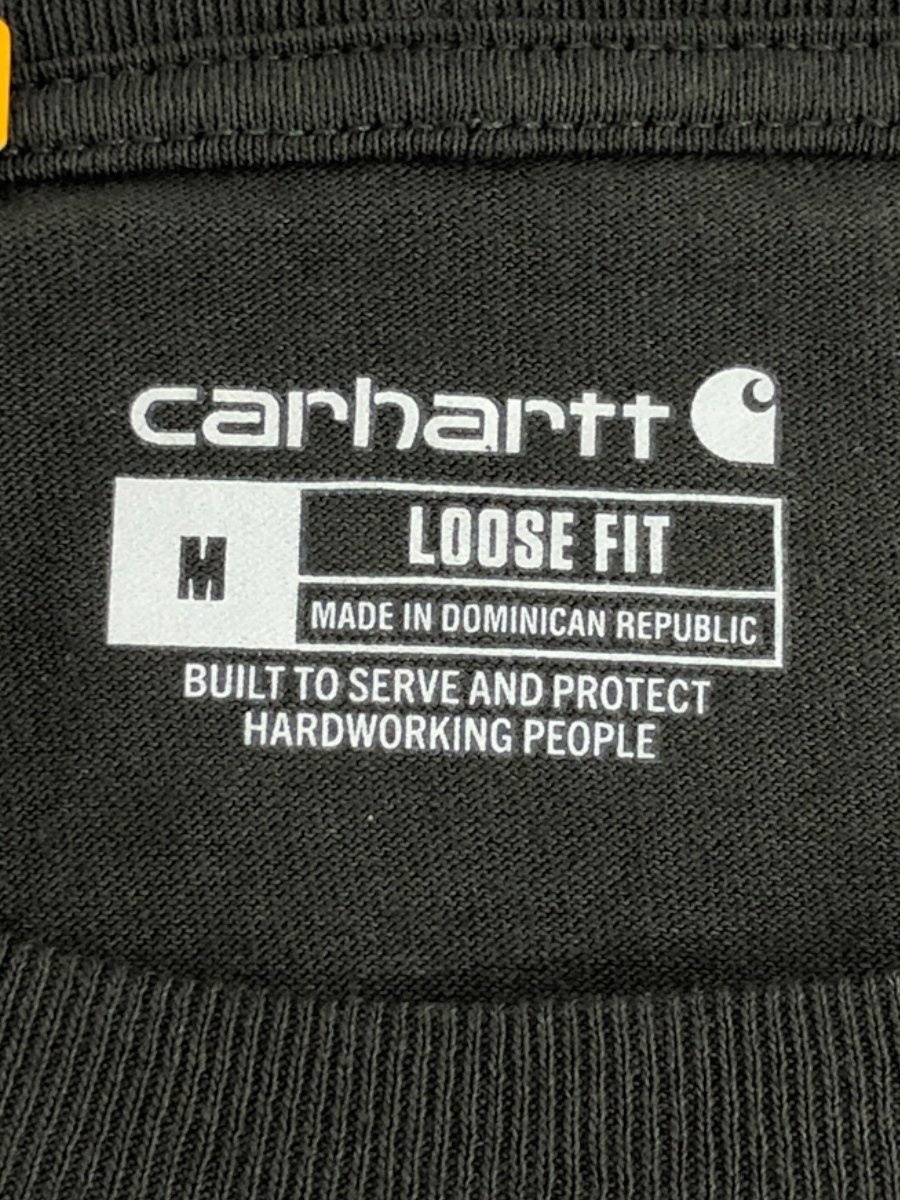 carhartt
M
LOOSE FIT
MADE IN DOMINICAN REPUBLIC
BUILT TO SERVE AND PROTECT
HARDWORKING PEOPLE